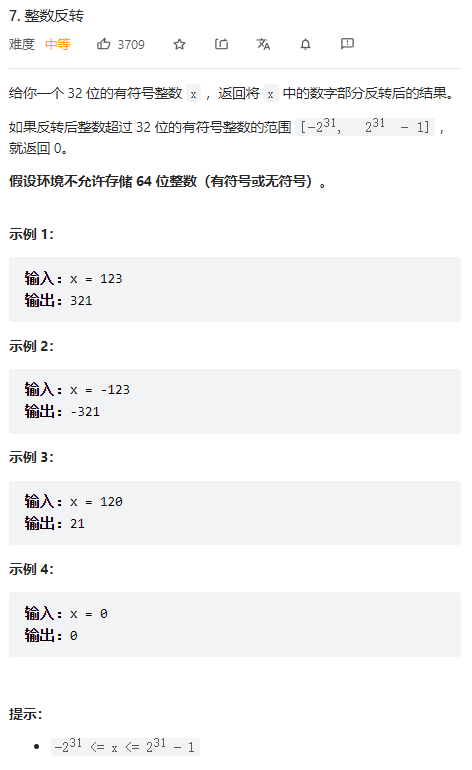 7. 整数反转
难度 中等 3709
给你一个 32 位的有符号整数 x ，返回将 x 中的数字部分反转后的结果。
如果反转后整数超过 32 位的有符号整数的范围 [−2^31,  2^31 − 1] ，
就返回 0。
假设环境不允许存储 64 位整数（有符号或无符号）。
示例 1：
输入：x = 123
输出：321
示例 2：
输入：x = -123
输出：-321
示例 3：
输入：x = 120
输出：21
示例 4：
输入：x = 0
输出：0
提示：
• -2^31 <= x <= 2^31 - 1